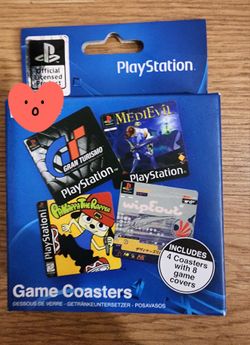 Official
Licensed
Product
PlayStation
MEDIEVIL
GRAN TURISMO
PlayStation
PlayStation
PaRappa The Rapper
wipEout
INCLUDES
4 Coasters
with 8
game
covers
Game Coasters
DESSOUS DE VERRE - GETRÄNKEUNTERSETZER - POSAVASOS